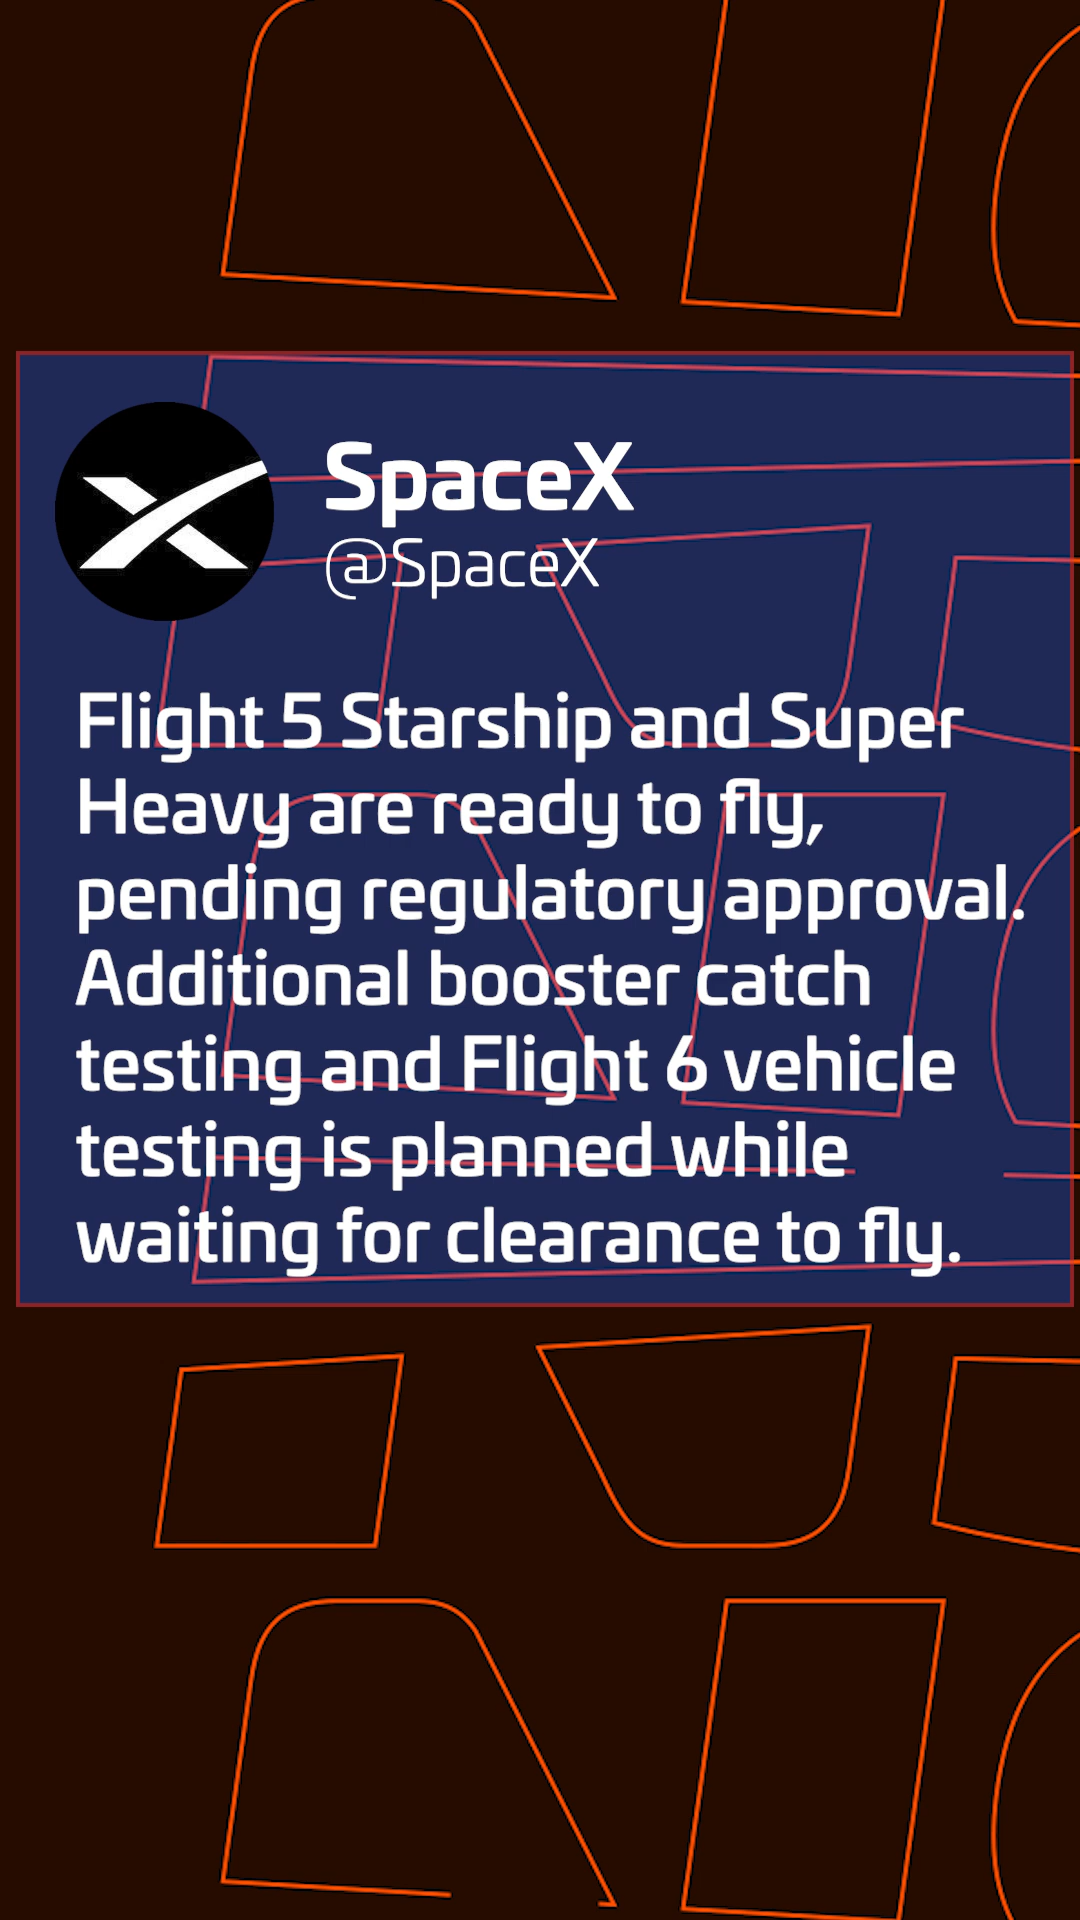 SpaceX
@SpaceX
Flight 5 Starship and Super
Heavy are ready to fly,
pending regulatory approval.
Additional booster catch
testing and Flight 6 vehicle
testing is planned while
waiting for clearance to fly.